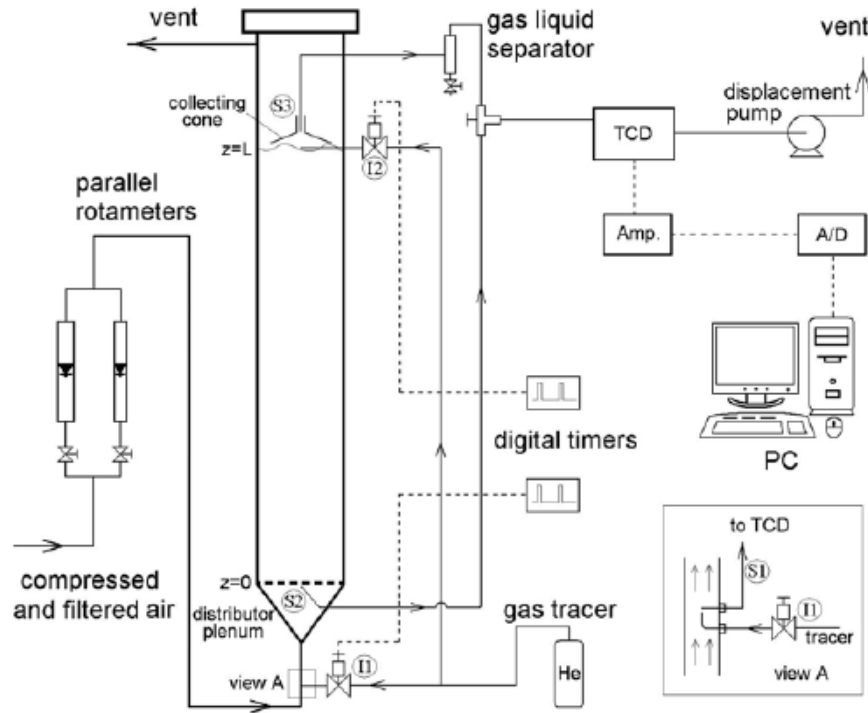 vent
gas liquid
separator
vent
S3
collecting
cone
displacement
pump
z=L
TCD
I2
parallel
rotameters
Amp.
A/D
digital timers
PC
to TCD
z=0
S1
compressed
and filtered air
S2
distributor
plenum
gas tracer
I1
tracer
view A
I1
He
view A